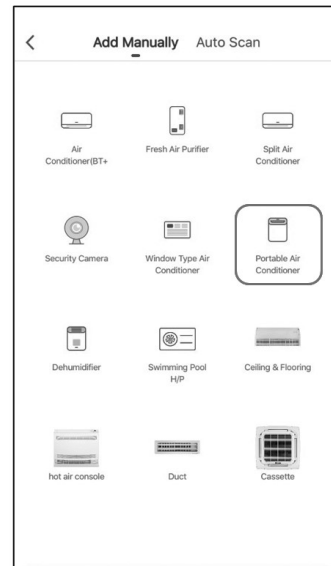 Add Manually Auto Scan
Air
Conditioner(BT+
Fresh Air Purifier
Split Air
Conditioner
Security Camera
Window Type Air
Conditioner
Portable Air
Conditioner
Dehumidifier
Swimming Pool
H/P
Ceiling & Flooring
hot air console
Duct
Cassette